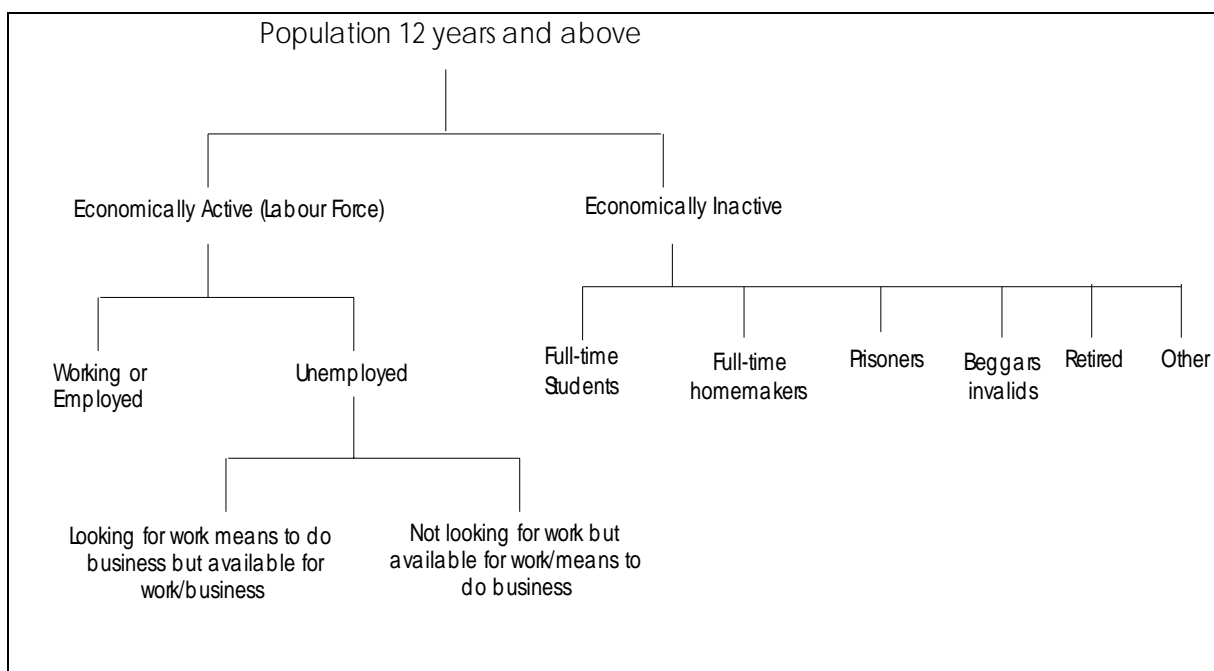 Population 12 years and above
Economically Active (Labour Force)
Economically Inactive
Working or
Employed
Unemployed
Full-time
Students
Full-time
homemakers
Prisoners
Beggars
invalids
Retired
Other
Looking for work means to do
business but available for
work/business
Not looking for work but
available for work/means to
do business